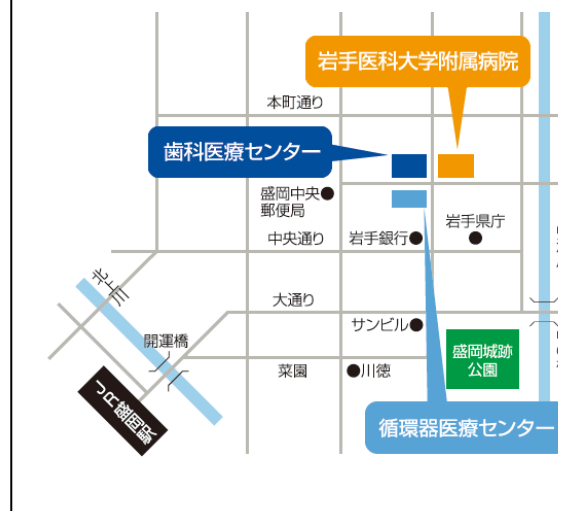 岩手医科大学附属病院
本町通り
歯科医療センター
盛岡中央
郵便局
岩手県庁
中央通り
岩手銀行
北上川
大通り
サンビル
開運橋
盛岡城跡
公園
菜園
川徳
JR盛岡駅
循環器医療センター